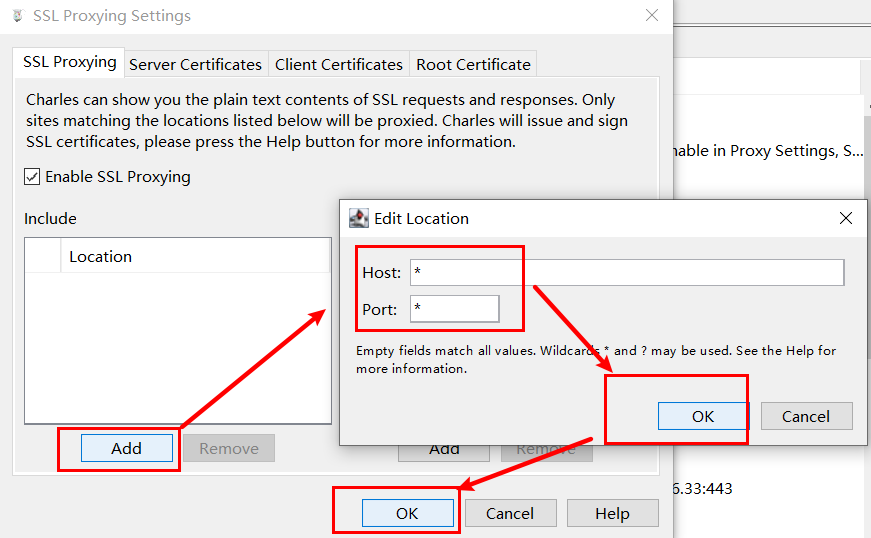 SSL Proxying Settings
SSL Proxying
Server Certificates
Client Certificates
Root Certificate
Charles can show you the plain text contents of SSL requests and responses. Only
sites matching the locations listed below will be proxied. Charles will issue and sign
SSL certificates, please press the Help button for more information.
nable in Proxy Settings, S...
Enable SSL Proxying
Include
Location
Edit Location
Host: *
Port: *
Empty fields match all values. Wildcards * and ? may be used. See the Help for
more information.
OK
Cancel
Add
Remove
Add
Remove
6.33:443
OK
Cancel
Help